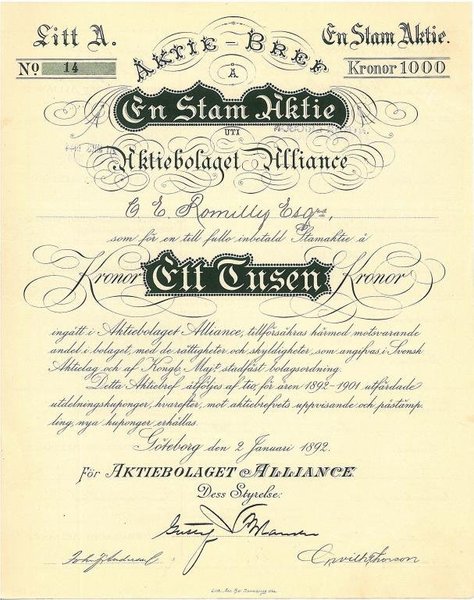 Litt A.
En Stam Aktie.
No 14
Kronor 1000
AKTIE-BREF
A
En Stam Aktie
UTI
Aktiebolaget Alliance
C E Romilly Esqre,
som för en till fullo inbetald Stamaktie å
Kronor Ett Tusen Kronor
ingått i Aktiebolaget Alliance, tillförsäkras härmed motsvarande
andel i bolaget, med de rättigheter och skyldigheter, som angifvas i Svensk
Aktielag och af Kongl. Maj:t stadfäst bolagsordning.
Detta Aktiebref åtföljes af tio för åren 1892-1901 utfärdade
utdelningskuponger, hvarefter, mot aktiebrefvets uppvisande och påstämp-
ling, nya kuponger erhållas.
Göteborg den 2 Januari 1892.
För AKTIEBOLAGET ALLIANCE
Dess Styrelse:
Gustaf